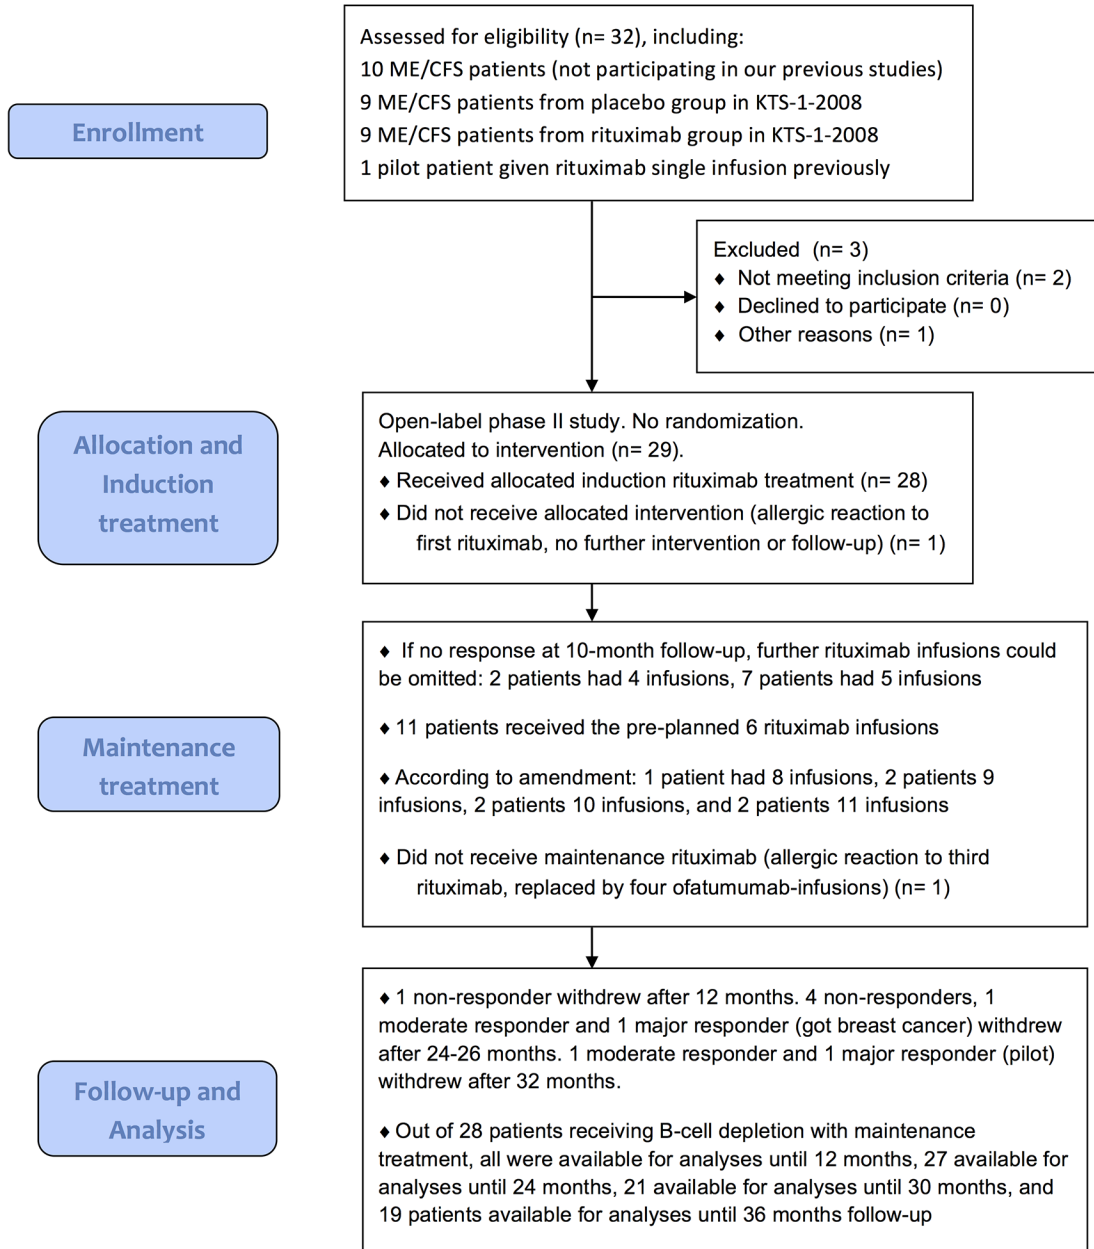 Assessed for eligibility (n= 32), including:
10 ME/CFS patients (not participating in our previous studies)
9 ME/CFS patients from placebo group in KTS-1-2008
9 ME/CFS patients from rituximab group in KTS-1-2008
1 pilot patient given rituximab single infusion previously
Enrollment
Excluded (n= 3)
♦ Not meeting inclusion criteria (n= 2)
♦ Declined to participate (n= 0)
♦ Other reasons (n= 1)
Allocation and
Induction
treatment
Open-label phase II study. No randomization.
Allocated to intervention (n= 29).
♦ Received allocated induction rituximab treatment (n= 28)
♦ Did not receive allocated intervention (allergic reaction to
first rituximab, no further intervention or follow-up) (n= 1)
Maintenance
treatment
♦ If no response at 10-month follow-up, further rituximab infusions could
be omitted: 2 patients had 4 infusions, 7 patients had 5 infusions
♦ 11 patients received the pre-planned 6 rituximab infusions
♦ According to amendment: 1 patient had 8 infusions, 2 patients 9
infusions, 2 patients 10 infusions, and 2 patients 11 infusions
♦ Did not receive maintenance rituximab (allergic reaction to third
rituximab, replaced by four ofatumumab-infusions) (n= 1)
Follow-up and
Analysis
♦ 1 non-responder withdrew after 12 months. 4 non-responders, 1
moderate responder and 1 major responder (got breast cancer) withdrew
after 24-26 months. 1 moderate responder and 1 major responder (pilot)
withdrew after 32 months.
♦ Out of 28 patients receiving B-cell depletion with maintenance
treatment, all were available for analyses until 12 months, 27 available for
analyses until 24 months, 21 available for analyses until 30 months, and
19 patients available for analyses until 36 months follow-up